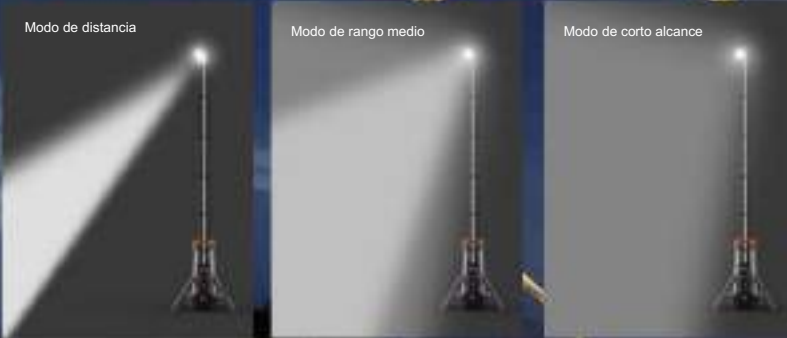 Modo de distancia
Modo de rango medio
Modo de corto alcance